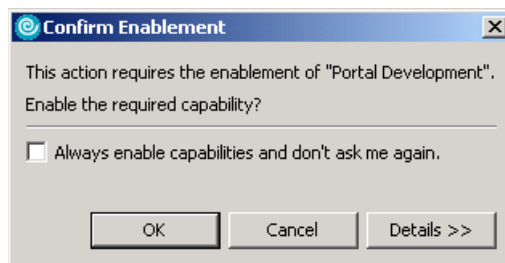 Confirm Enablement
This action requires the enablement of "Portal Development".
Enable the required capability?
Always enable capabilities and don't ask me again.
OK Cancel Details >>